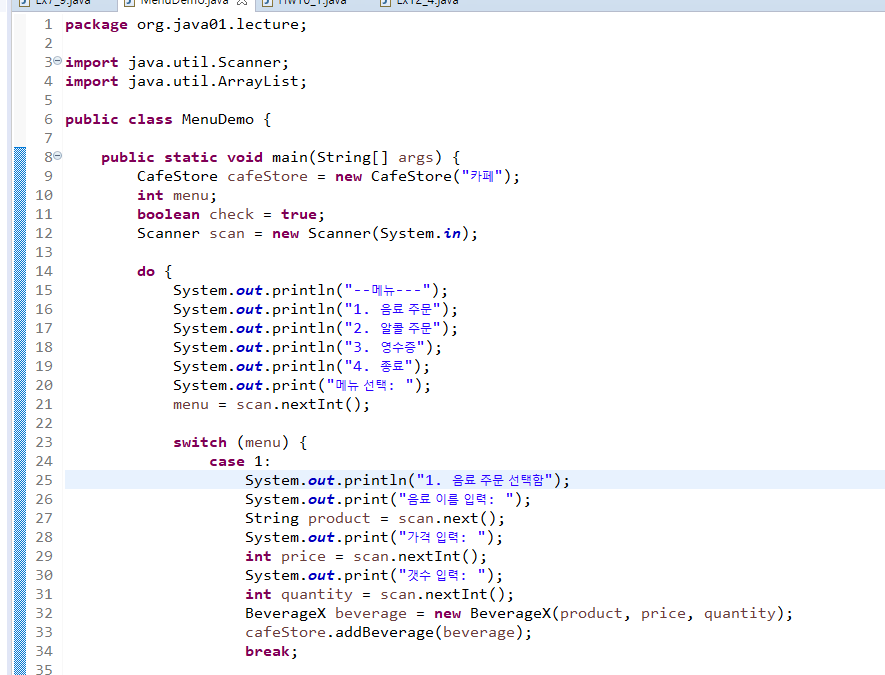 Ex7_9.java MenuDemo.java Hw10_1.java Ex12_4.java
1 package org.java01.lecture;
2
3 import java.util.Scanner;
4 import java.util.ArrayList;
5
6 public class MenuDemo {
7
8 public static void main(String[] args) {
9 CafeStore cafeStore = new CafeStore("카페");
10 int menu;
11 boolean check = true;
12 Scanner scan = new Scanner(System.in);
13
14 do {
15 System.out.println("--메뉴---");
16 System.out.println("1. 음료 주문");
17 System.out.println("2. 알콜 주문");
18 System.out.println("3. 영수증");
19 System.out.println("4. 종료");
20 System.out.print("메뉴 선택: ");
21 menu = scan.nextInt();
22
23 switch (menu) {
24 case 1:
25 System.out.println("1. 음료 주문 선택함");
26 System.out.print("음료 이름 입력: ");
27 String product = scan.next();
28 System.out.print("가격 입력: ");
29 int price = scan.nextInt();
30 System.out.print("갯수 입력: ");
31 int quantity = scan.nextInt();
32 BeverageX beverage = new BeverageX(product, price, quantity);
33 cafeStore.addBeverage(beverage);
34 break;
35